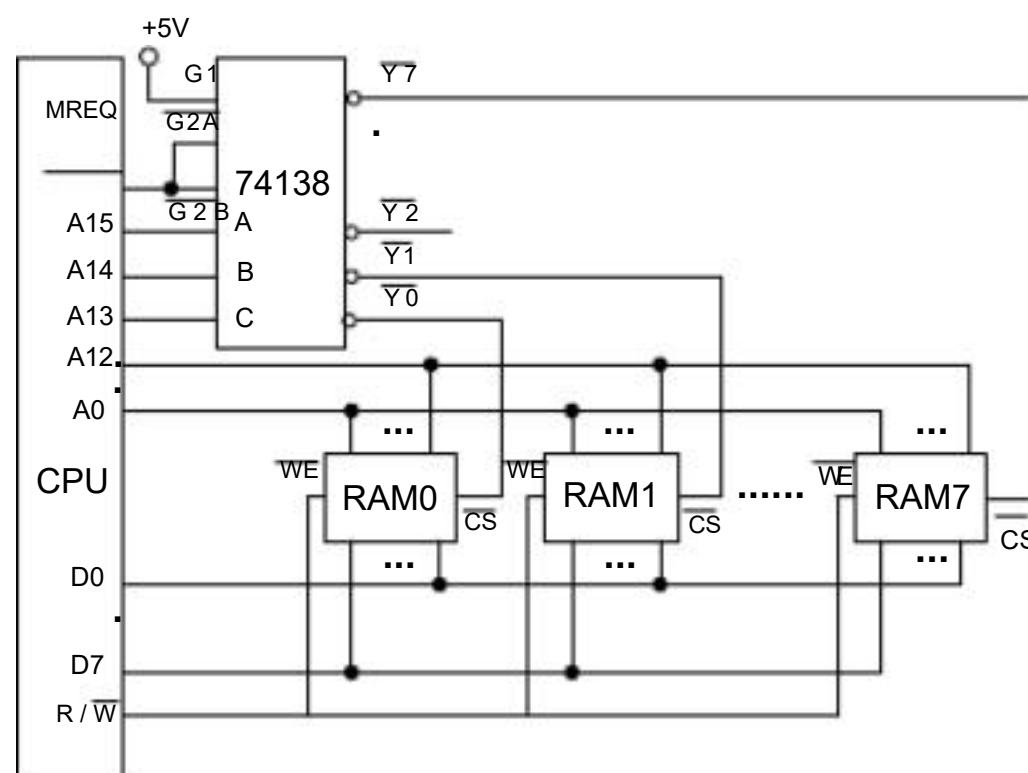 +5V
G1
Y7
MREQ
G2A
74138
G2B
Y2
A15
A
Y1
A14
B
Y0
A13
C
A12
A0
...
...
...
WE
WE
WE
CPU
RAM0
RAM1
......
RAM7
CS
CS
CS
...
...
...
D0
D7
R / W